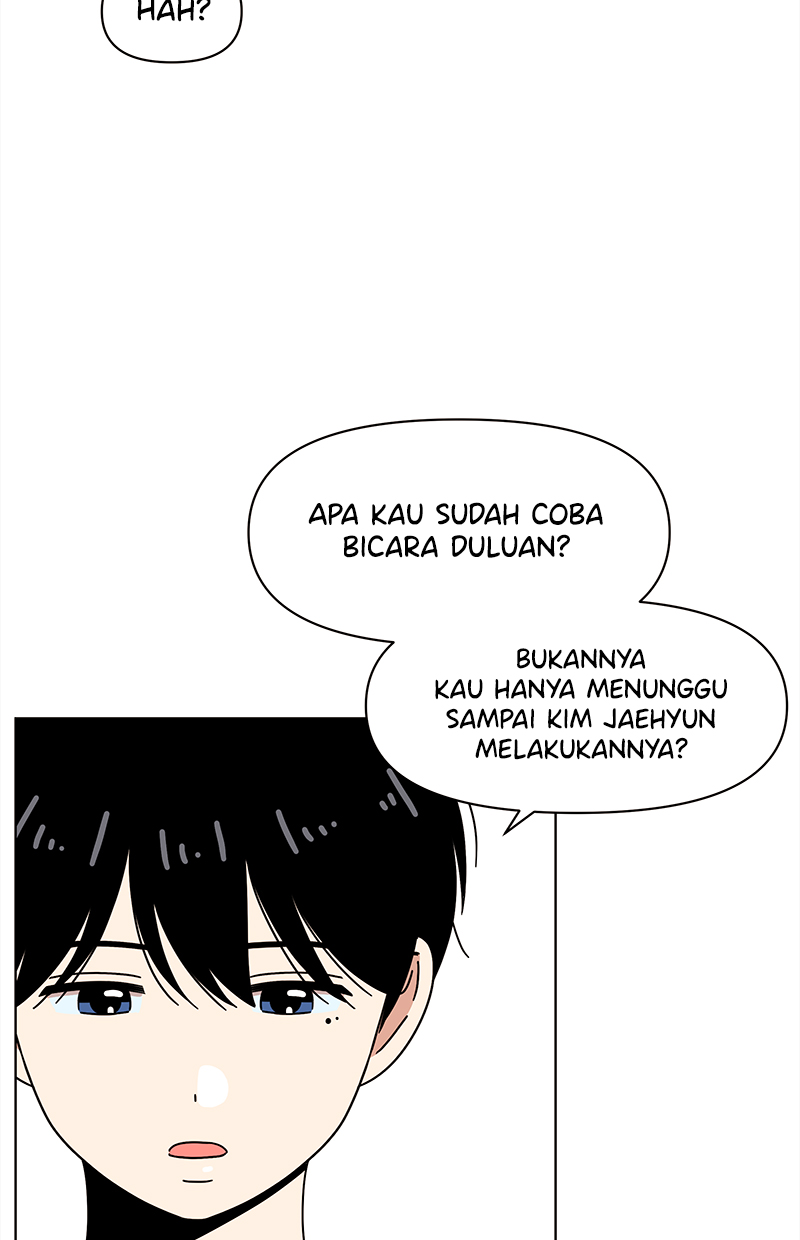 HAH?
APA KAU SUDAH COBA
BICARA DULUAN?
BUKANNYA
KAU HANYA MENUNGGU
SAMPAI KIM JAEHYUN
MELAKUKANNYA?